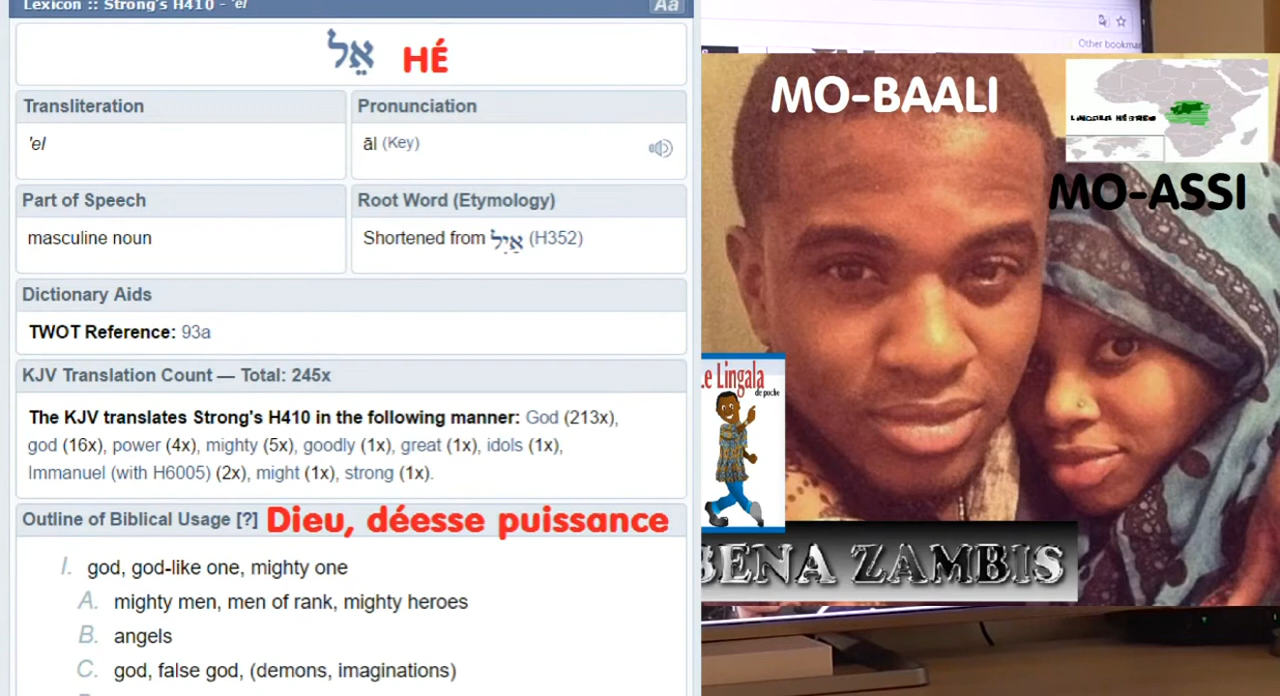 Lexicon :: Strong's H410 - 'el
Aa
אֵל HÉ
Transliteration
'el
Pronunciation
āl (Key)
Part of Speech
masculine noun
Root Word (Etymology)
Shortened from אַיִל (H352)
Dictionary Aids
TWOT Reference: 93a
KJV Translation Count — Total: 245x
The KJV translates Strong's H410 in the following manner: God (213x),
god (16x), power (4x), mighty (5x), goodly (1x), great (1x), idols (1x),
Immanuel (with H6005) (2x), might (1x), strong (1x).
Outline of Biblical Usage [?] Dieu, déesse puissance
I. god, god-like one, mighty one
A. mighty men, men of rank, mighty heroes
B. angels
C. god, false god, (demons, imaginations)
Other bookmar
MO-BAALI
MO-ASSI
Le Lingala
de poche
BENA ZAMBIS